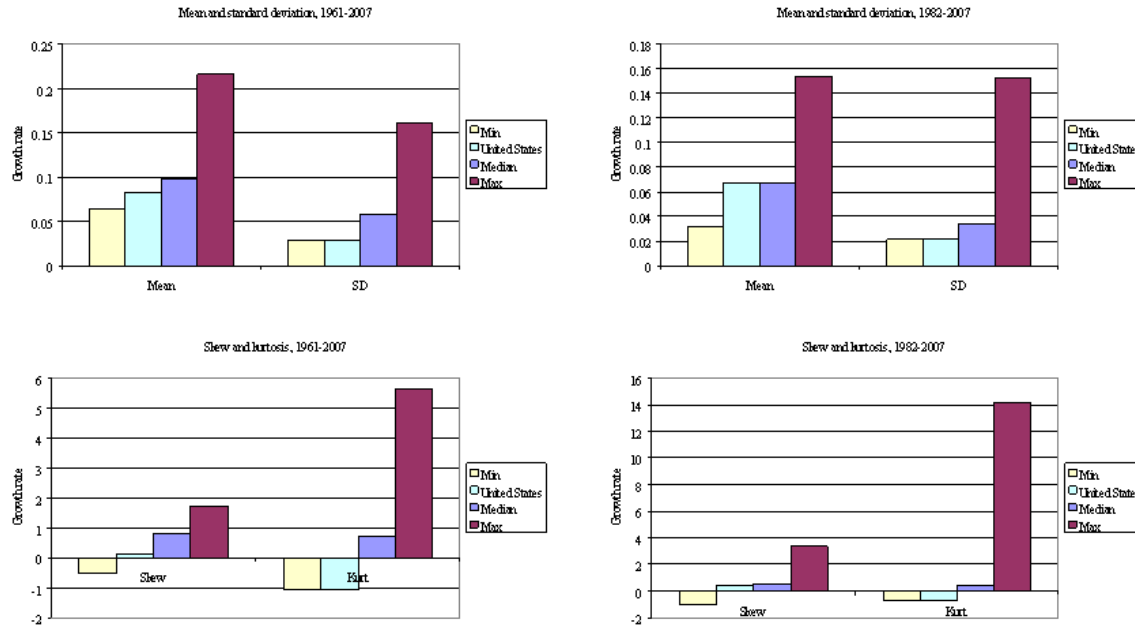 Mean and standard deviation, 1961-2007
0.25
0.2
0.15
0.1
0.05
0
Growth rate
Mean
SD
Min
United States
Median
Max
Mean and standard deviation, 1982-2007
0.18
0.16
0.14
0.12
0.1
0.08
0.06
0.04
0.02
0
Growth rate
Mean
SD
Min
United States
Median
Max
Skew and kurtosis, 1961-2007
6
5
4
3
2
1
0
-1
-2
Growth rate
Skew
Kurt
Min
United States
Median
Max
Skew and kurtosis, 1982-2007
16
14
12
10
8
6
4
2
0
-2
Growth rate
Skew
Kurt
Min
United States
Median
Max